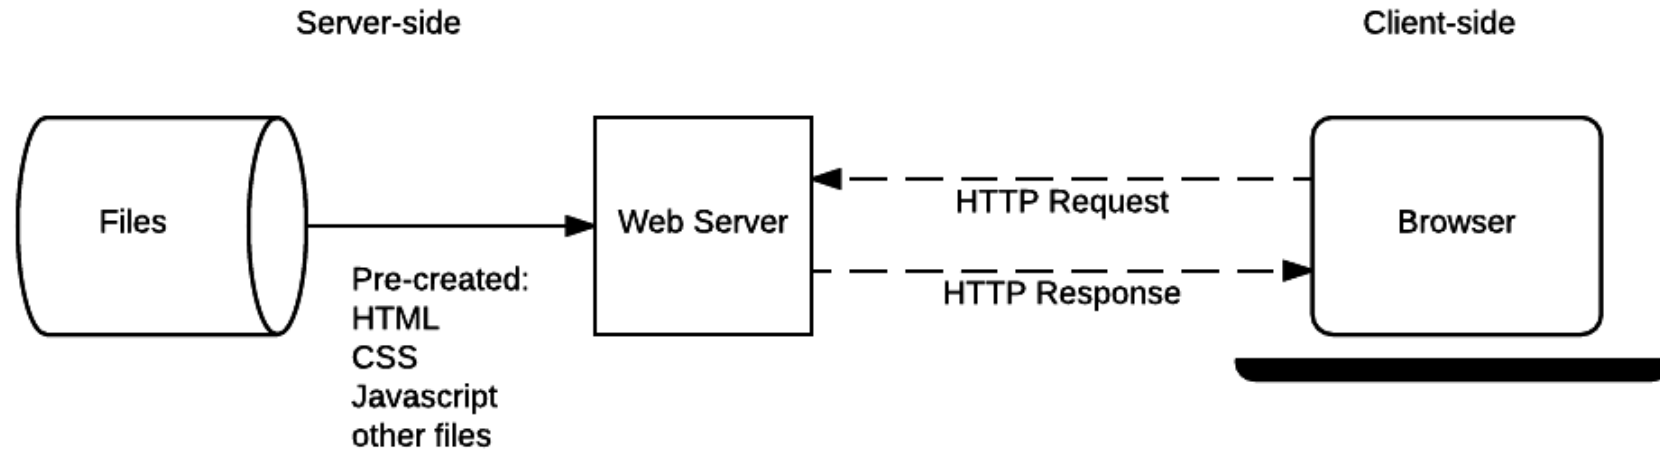 Server-side
Client-side
Files
Web Server
HTTP Request
Browser
HTTP Response
Pre-created:
HTML
CSS
Javascript
other files